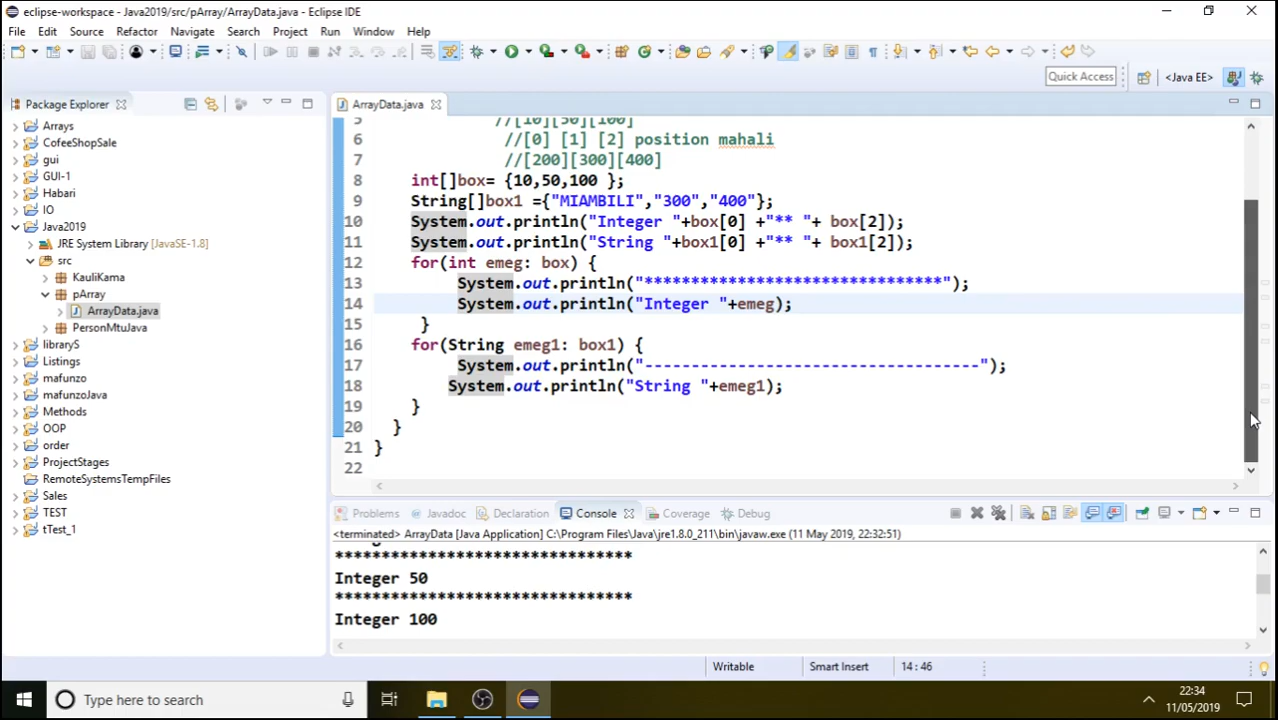 eclipse-workspace - Java2019/src/pArray/ArrayData.java - Eclipse IDE
File Edit Source Refactor Navigate Search Project Run Window Help
Quick Access
<Java EE>
Package Explorer
ArrayData.java
Arrays
CofeeShopSale
gui
GUI-1
Habari
IO
Java2019
JRE System Library [JavaSE-1.8]
src
KauliKama
pArray
ArrayData.java
PersonMtuJava
libraryS
Listings
mafunzo
mafunzoJava
Methods
OOP
order
ProjectStages
RemoteSystemsTempFiles
Sales
TEST
tTest_1
5 //[10][50][100]
6 //[0] [1] [2] position mahali
7 //[200][300][400]
8 int[]box= {10,50,100 };
9 String[]box1 ={"MIAMBILI","300","400"};
10 System.out.println("Integer "+box[0] +"** "+ box[2]);
11 System.out.println("String "+box1[0] +"** "+ box1[2]);
12 for(int emeg: box) {
13 System.out.println("********************************");
14 System.out.println("Integer "+emeg);
15 }
16 for(String emeg1: box1) {
17 System.out.println("------------------------------------");
18 System.out.println("String "+emeg1);
19 }
20 }
21 }
22
Problems Javadoc Declaration Console Coverage Debug
<terminated> ArrayData [Java Application] C:\Program Files\Java\jre1.8.0_211\bin\javaw.exe (11 May 2019, 22:32:51)
********************************
Integer 50
********************************
Integer 100
Writable Smart Insert 14 : 46
Type here to search
22:34
11/05/2019